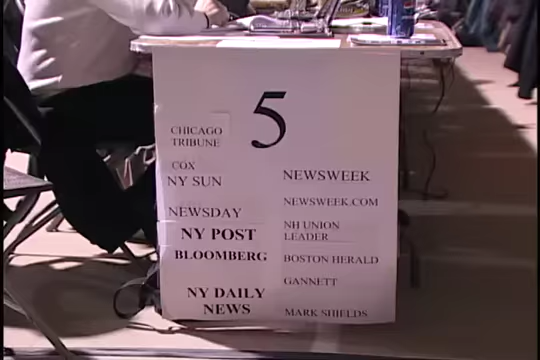 5
CHICAGO
TRIBUNE
COX
NY SUN
NEWSDAY
NY POST
BLOOMBERG
NY DAILY
NEWS
NEWSWEEK
NEWSWEEK.COM
NH UNION
LEADER
BOSTON HERALD
GANNETT
MARK SHIELDS